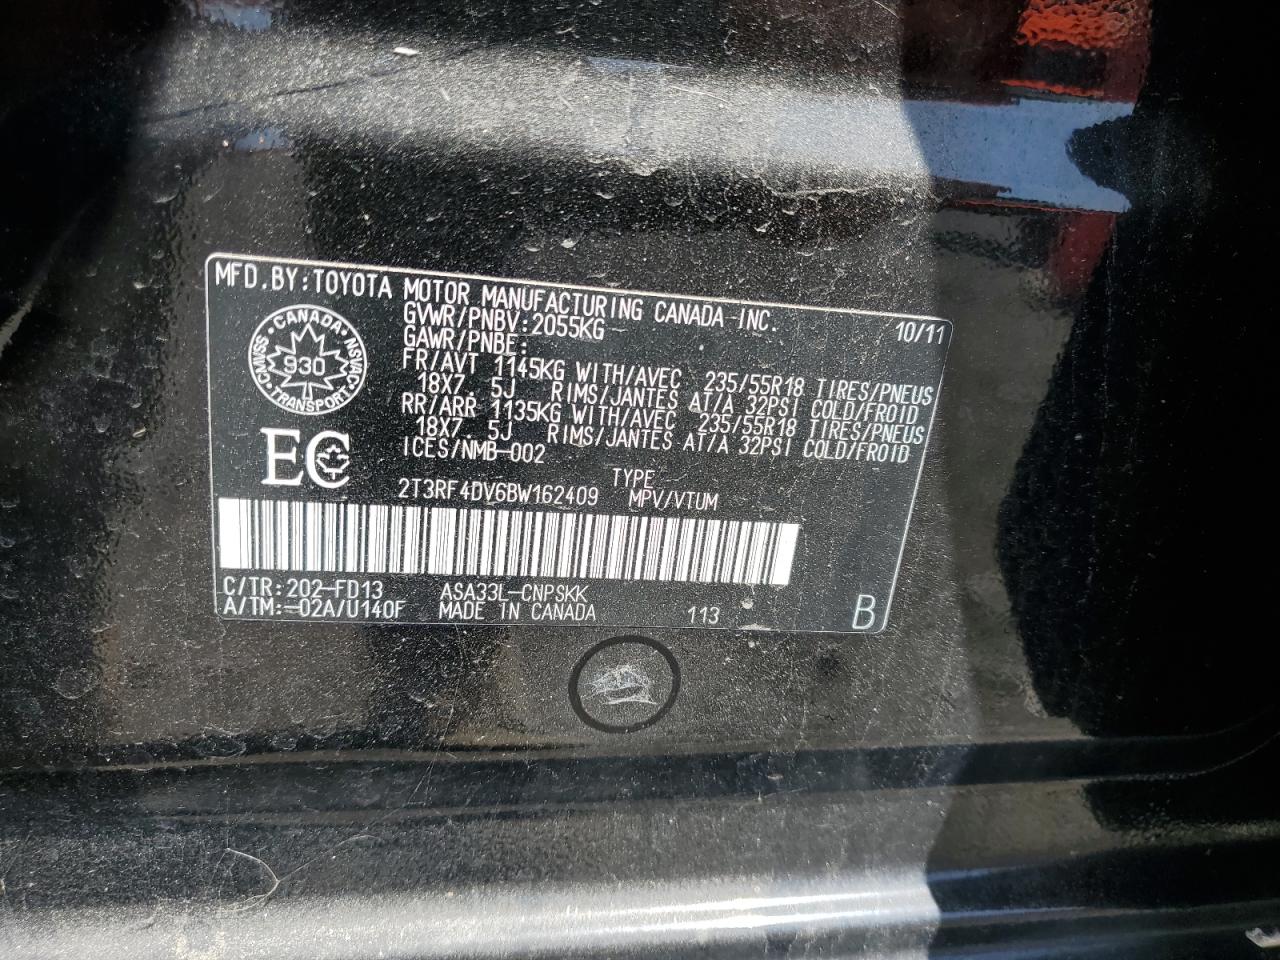 MFD.BY:TOYOTA MOTOR MANUFACTURING CANADA INC. 10/11
GVWR/PNBV:2055KG
GAWR/PNBE:
FR/AVT 1145KG WITH/AVEC 235/55R18 TIRES/PNEUS
18X7 5J RIMS/JANTES AT/A 32PSI COLD/FROID
RR/ARR 1135KG WITH/AVEC 235/55R18 TIRES/PNEUS
18X7 5J RIMS/JANTES AT/A 32PSI COLD/FROID
ICES/NMB-002
CANADA
930
TRANSPORT
EC
TYPE
2T3RF4DV6BW162409 MPV/VTUM
C/TR:202-FD13 ASA33L-CNPSKK
A/TM:-02A/U140F MADE IN CANADA 113 B